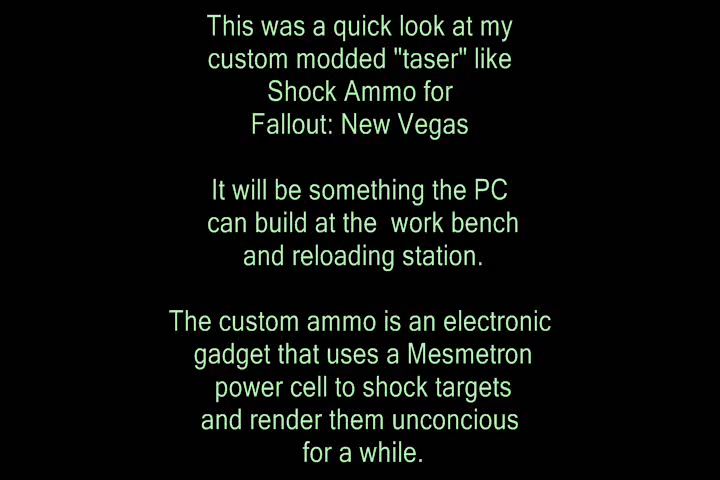 This was a quick look at my
custom modded "taser" like
Shock Ammo for
Fallout: New Vegas
It will be something the PC
can build at the work bench
and reloading station.
The custom ammo is an electronic
gadget that uses a Mesmetron
power cell to shock targets
and render them unconcious
for a while.